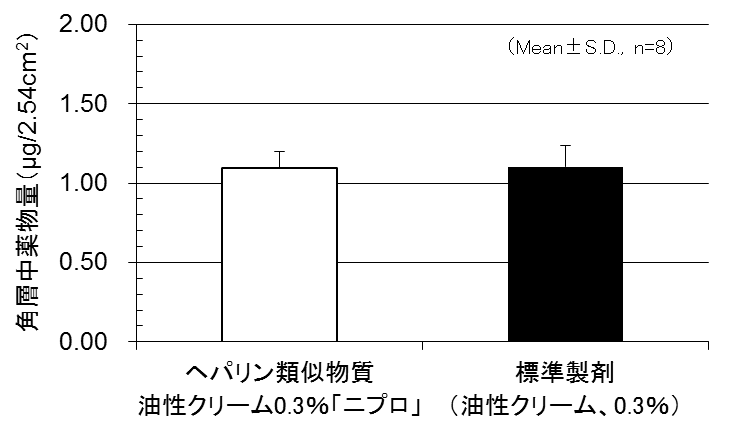 2.00
(Mean±S.D., n=8)
1.50
1.00
0.50
0.00
角層中薬物量(μg/2.54cm²)
ヘパリン類似物質
油性クリーム0.3%「ニプロ」
標準製剤
(油性クリーム、0.3%)